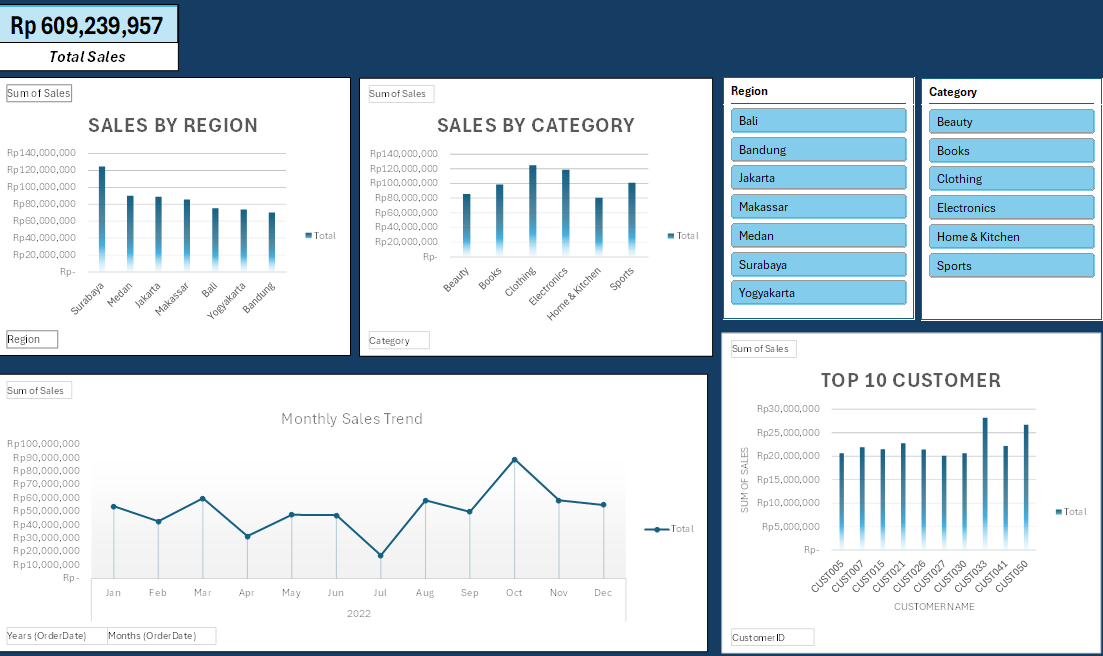 Rp 609,239,957
Total Sales
Sum of Sales
SALES BY REGION
Rp140,000,000
Rp120,000,000
Rp100,000,000
Rp80,000,000
Rp60,000,000
Rp40,000,000
Rp20,000,000
Rp-
Surabaya
Medan
Jakarta
Makassar
Bali
Yogyakarta
Bandung
Total
Region
Sum of Sales
SALES BY CATEGORY
Rp140,000,000
Rp120,000,000
Rp100,000,000
Rp80,000,000
Rp60,000,000
Rp40,000,000
Rp20,000,000
Rp-
Beauty
Books
Clothing
Electronics
Home & Kitchen
Sports
Total
Category
Region
Bali
Bandung
Jakarta
Makassar
Medan
Surabaya
Yogyakarta
Category
Beauty
Books
Clothing
Electronics
Home & Kitchen
Sports
Sum of Sales
Monthly Sales Trend
Rp100,000,000
Rp90,000,000
Rp80,000,000
Rp70,000,000
Rp60,000,000
Rp50,000,000
Rp40,000,000
Rp30,000,000
Rp20,000,000
Rp10,000,000
Rp-
Jan Feb Mar Apr May Jun Jul Aug Sep Oct Nov Dec
2022
Total
Years (OrderDate) Months (OrderDate)
Sum of Sales
TOP 10 CUSTOMER
SUM OF SALES
Rp30,000,000
Rp25,000,000
Rp20,000,000
Rp15,000,000
Rp10,000,000
Rp5,000,000
Rp-
CUST005
CUST007
CUST015
CUST021
CUST026
CUST027
CUST030
CUST033
CUST041
CUST050
CUSTOMERNAME
Total
CustomerID